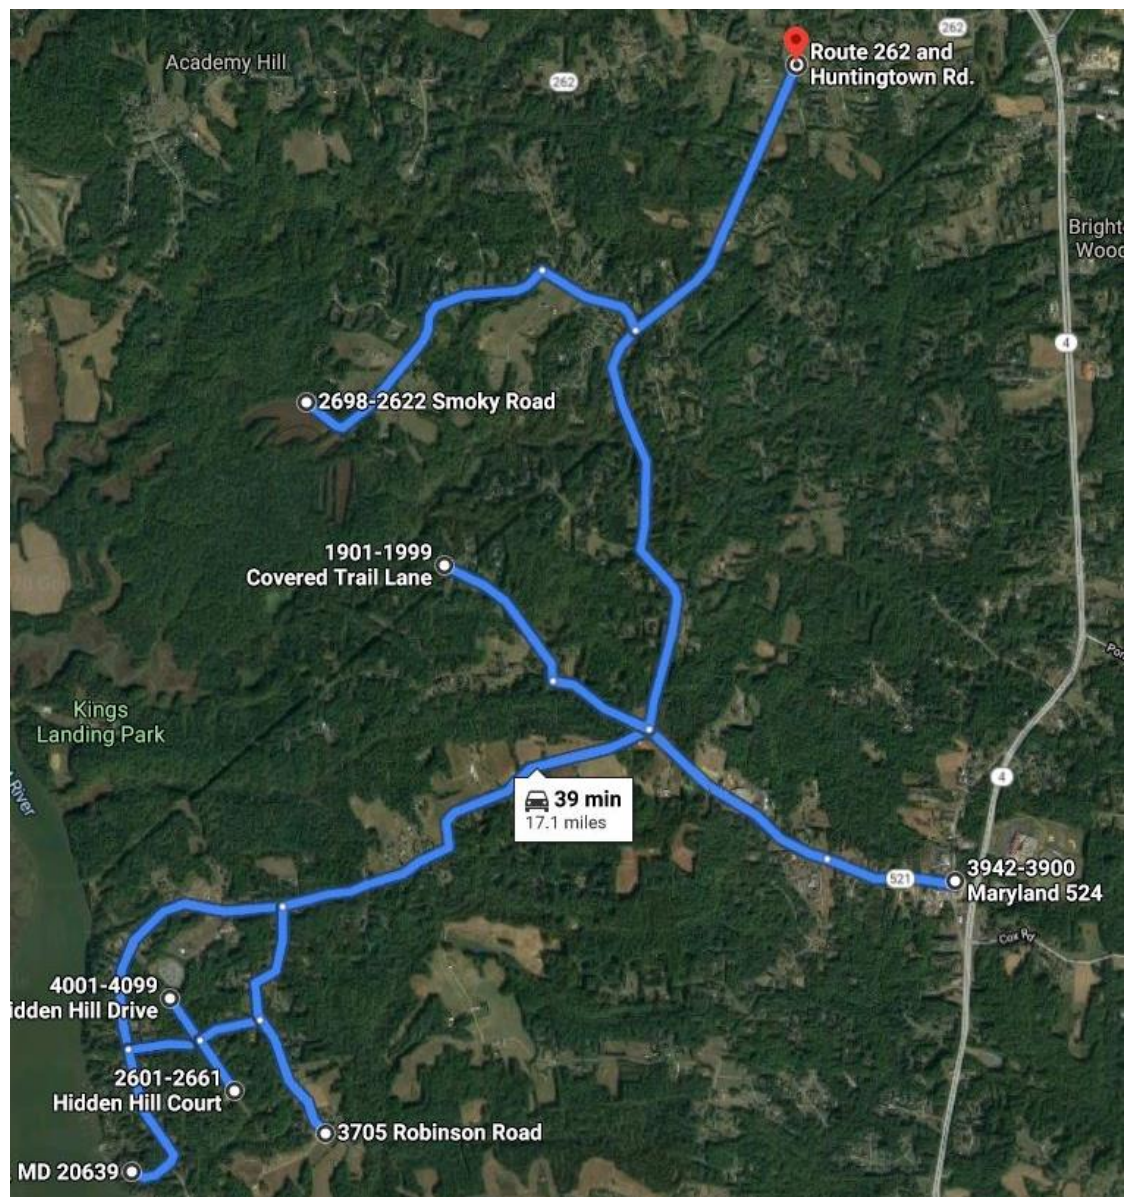 262
Academy Hill
262
Route 262 and
Huntingtown Rd.
Bright
Wood
4
2698-2622 Smoky Road
1901-1999
Covered Trail Lane
Kings
Landing Park
River
4
39 min
17.1 miles
521
3942-3900
Maryland 524
Cox Rd
4001-4099
idden Hill Drive
2601-2661
Hidden Hill Court
3705 Robinson Road
MD 20639